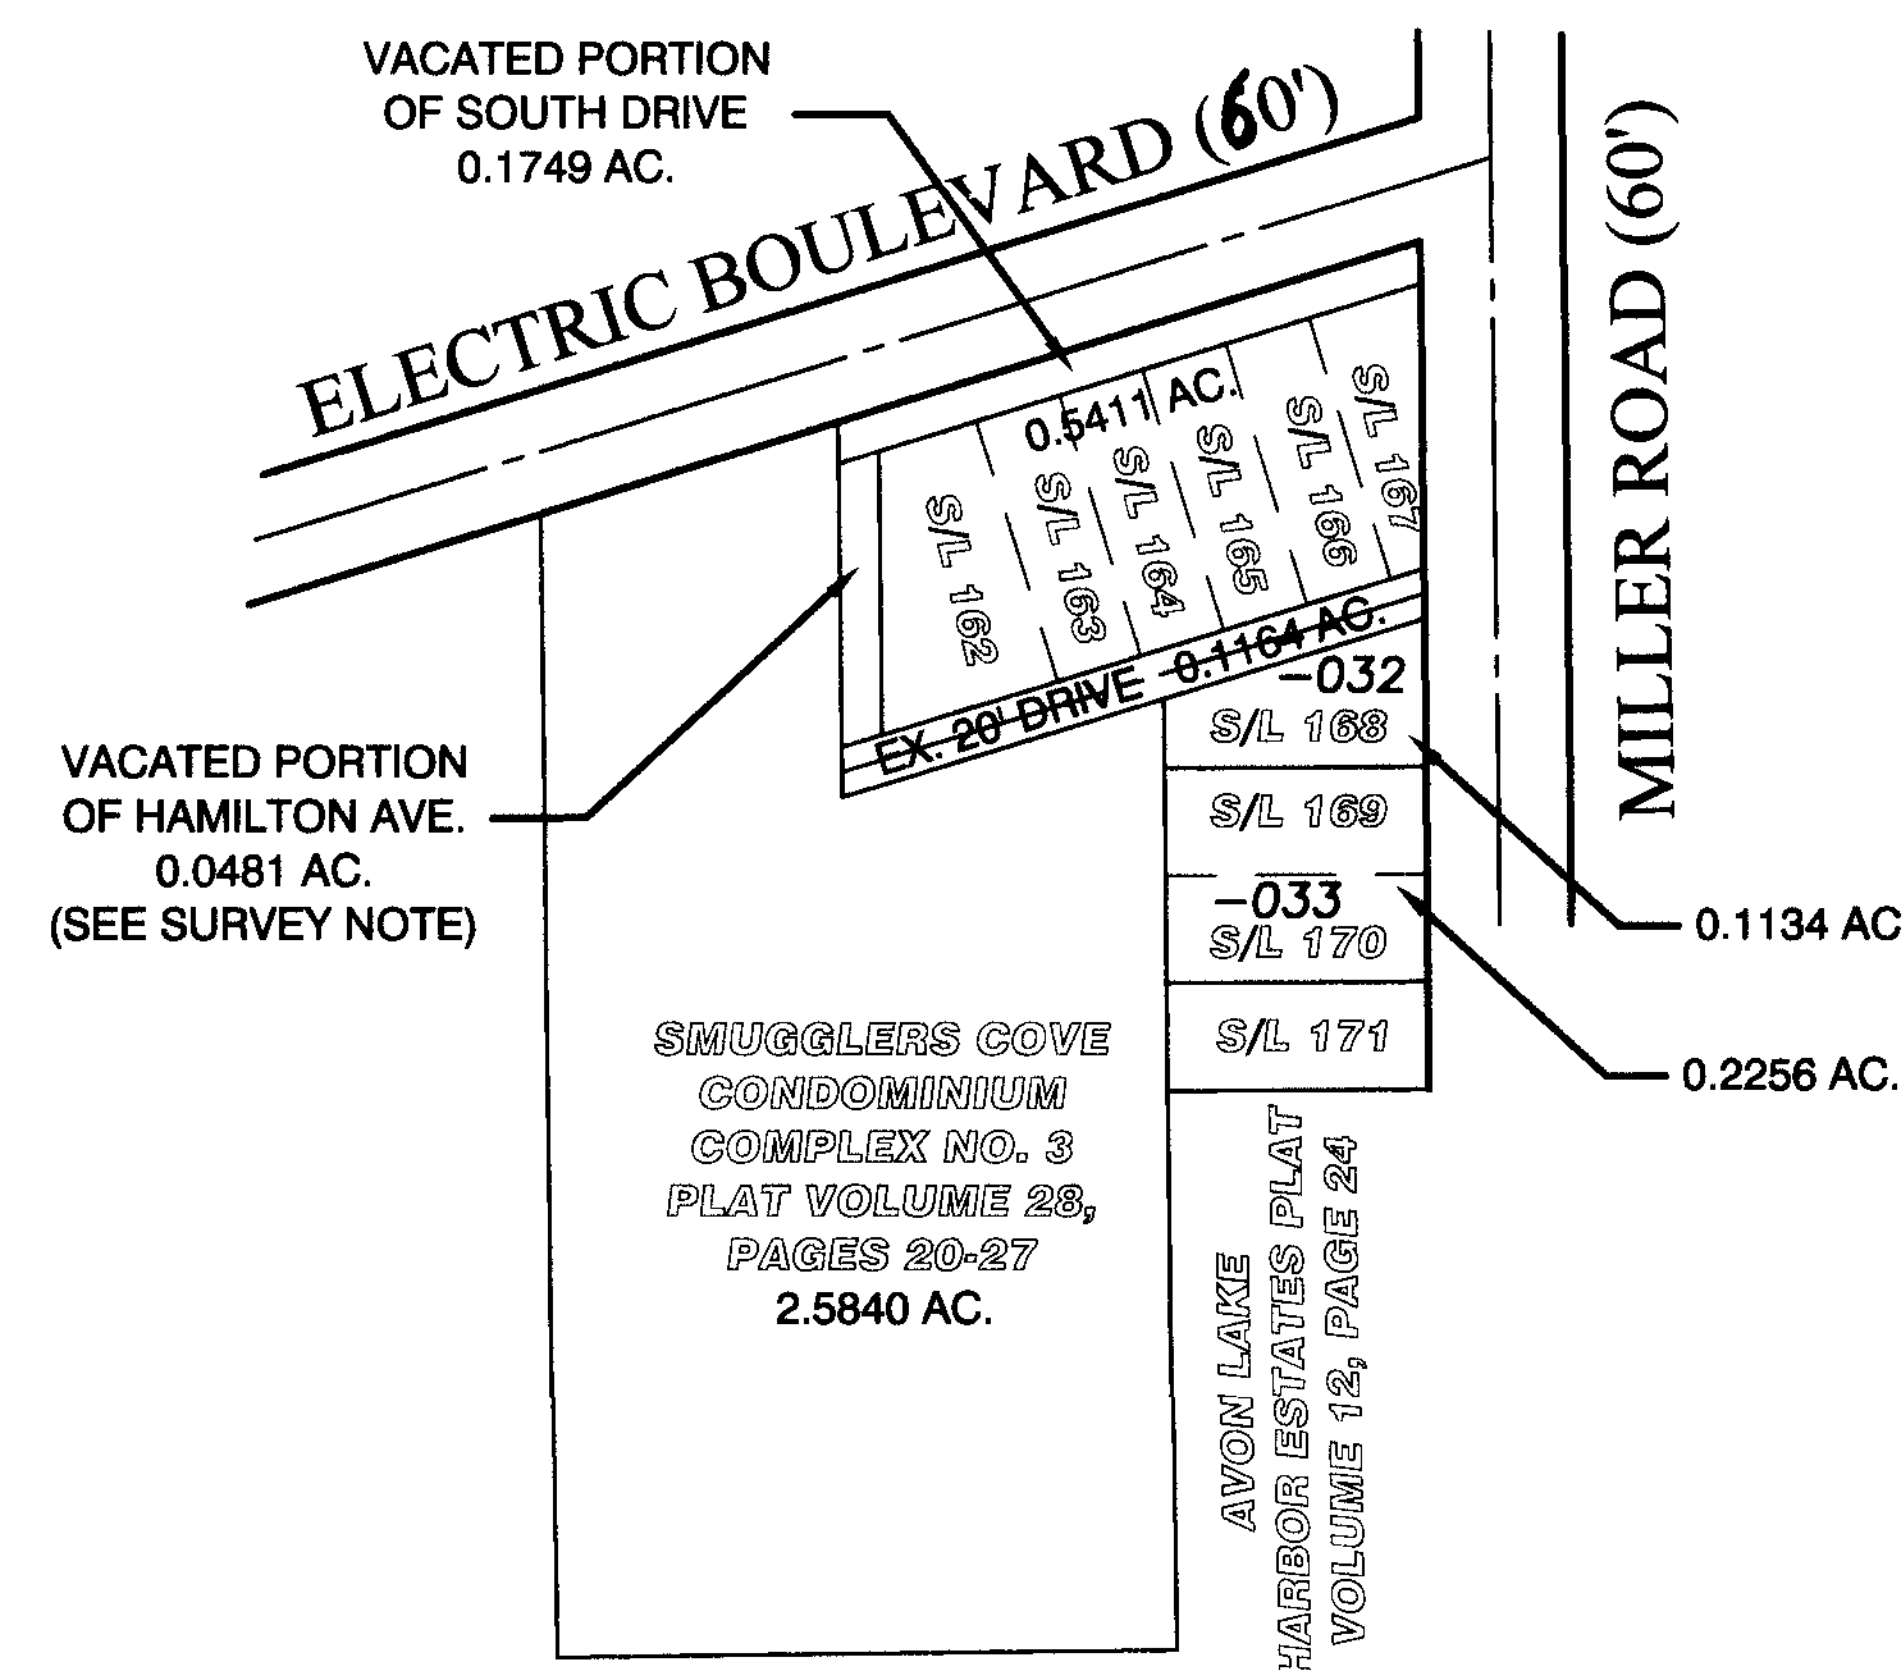 VACATED PORTION
OF SOUTH DRIVE
0.1749 AC.
ELECTRIC BOULEVARD (60')
MILLER ROAD (60')
0.5411 AC.
S/L 162
S/L 163
S/L 164
S/L 165
S/L 166
S/L 167
EX. 20' DRIVE 0.1164 AC.
-032
S/L 168
S/L 169
-033
S/L 170
S/L 171
VACATED PORTION
OF HAMILTON AVE.
0.0481 AC.
(SEE SURVEY NOTE)
0.1134 AC
0.2256 AC.
SMUGGLERS COVE
CONDOMINIUM
COMPLEX NO. 3
PLAT VOLUME 28,
PAGES 20-27
2.5840 AC.
AVON LAKE
HARBOR ESTATES PLAT
VOLUME 12, PAGE 24